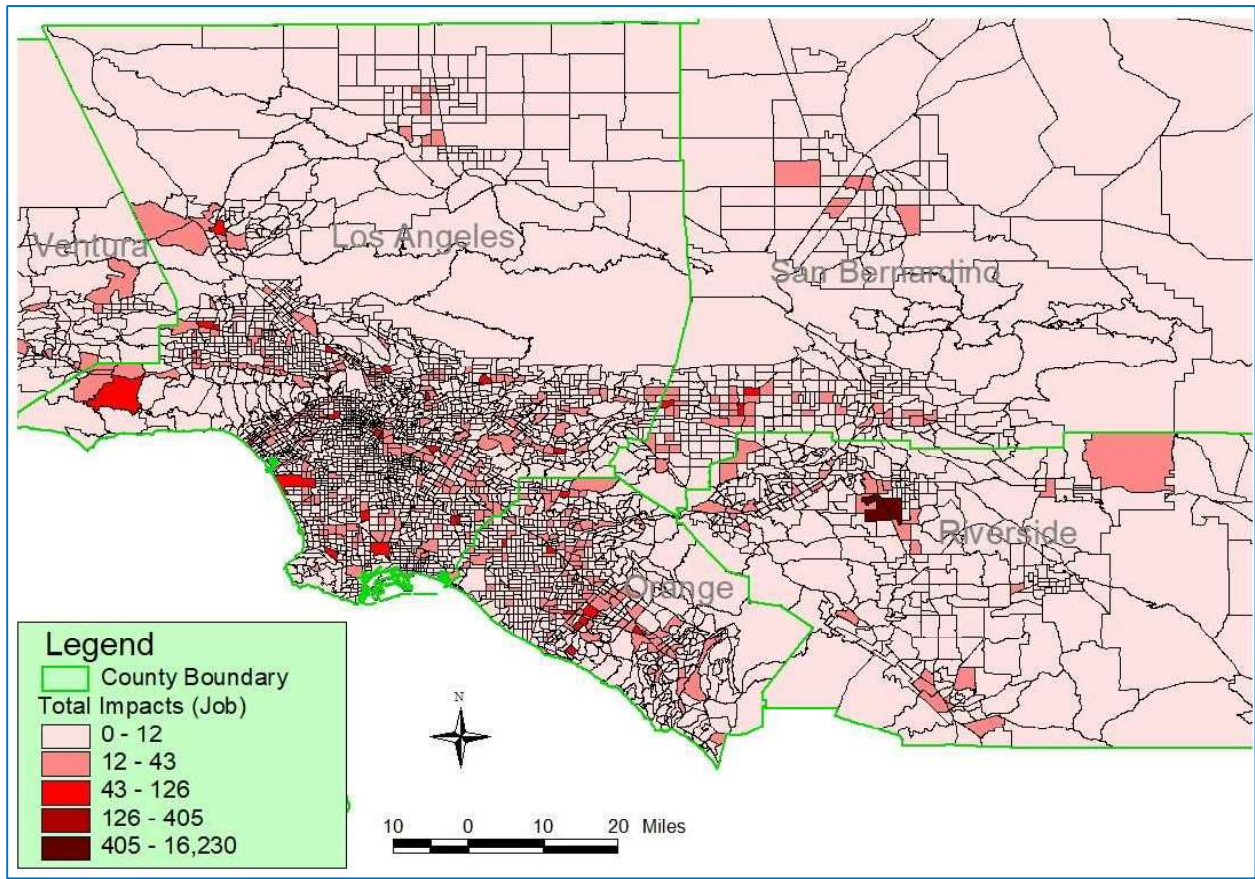 Ventura
Los Angeles
San Bernardino
Riverside
Orange
Legend
County Boundary
Total Impacts (Job)
0 - 12
12 - 43
43 - 126
126 - 405
405 - 16,230
N
10 0 10 20 Miles